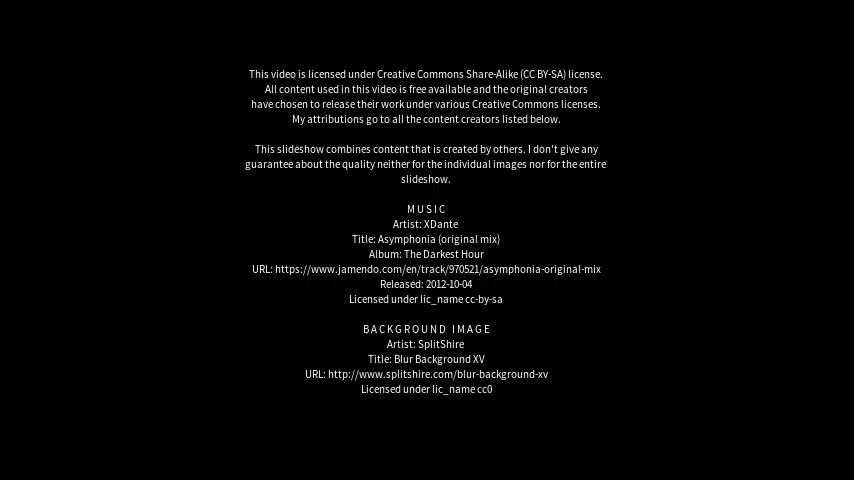 This video is licensed under Creative Commons Share-Alike (CC BY-SA) license.
All content used in this video is free available and the original creators
have chosen to release their work under various Creative Commons licenses.
My attributions go to all the content creators listed below.
This slideshow combines content that is created by others. I don't give any
guarantee about the quality neither for the individual images nor for the entire
slideshow.
MUSIC
Artist: XDante
Title: Asymphonia (original mix)
Album: The Darkest Hour
URL: https://www.jamendo.com/en/track/970521/asymphonia-original-mix
Released: 2012-10-04
Licensed under lic_name cc-by-sa
BACKGROUND IMAGE
Artist: SplitShire
Title: Blur Background XV
URL: http://www.splitshire.com/blur-background-xv
Licensed under lic_name cc0